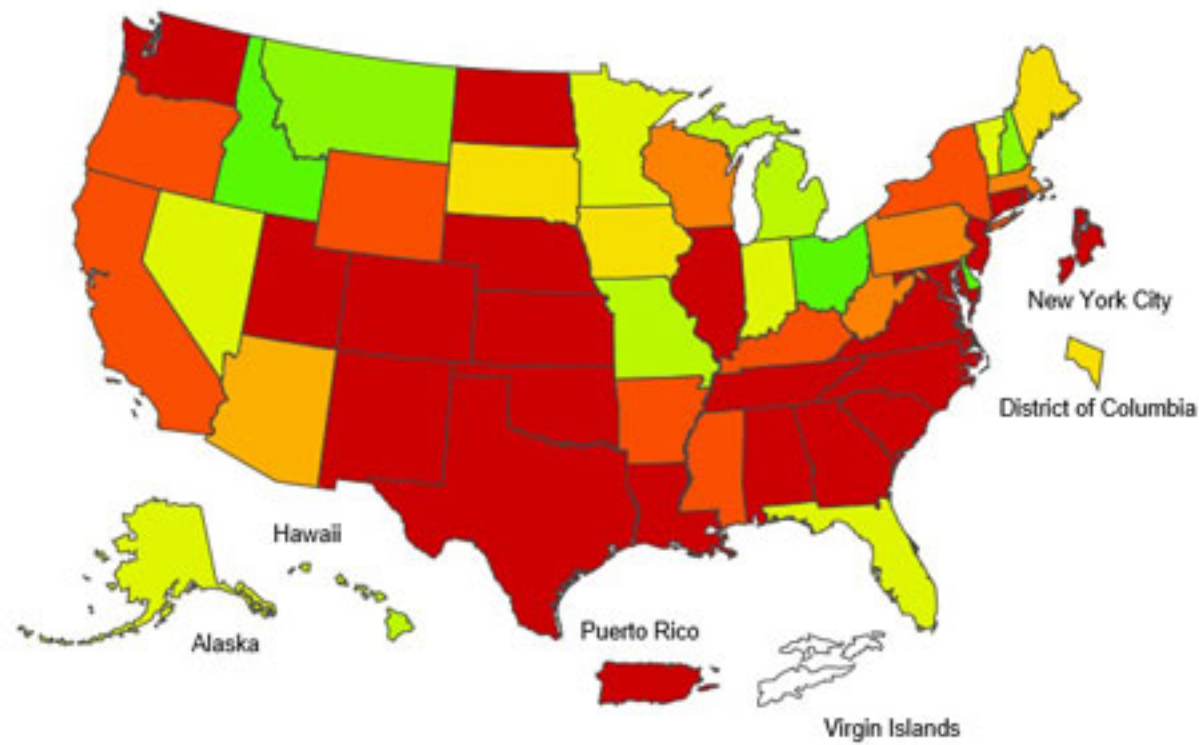 New York City
District of Columbia
Hawaii
Alaska
Puerto Rico
Virgin Islands